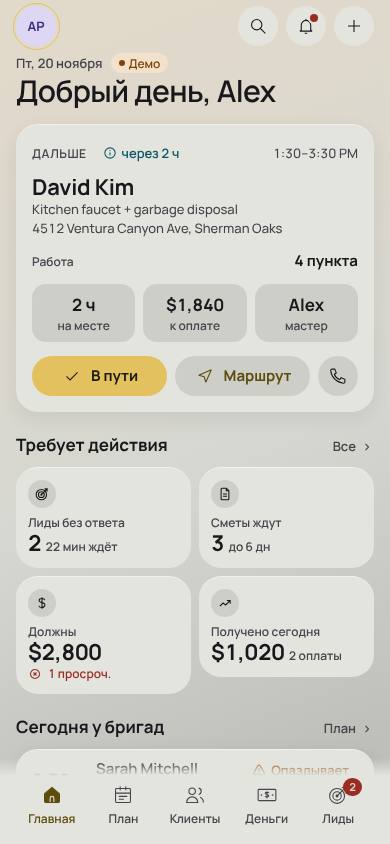 AP
Пт, 20 ноября Демо
Добрый день, Alex
ДАЛЬШЕ через 2 ч 1:30–3:30 PM
David Kim
Kitchen faucet + garbage disposal
4512 Ventura Canyon Ave, Sherman Oaks
Работа 4 пункта
2 ч $1,840 Alex
на месте к оплате мастер
В пути Маршрут
Требует действия Все
Лиды без ответа Сметы ждут
2 22 мин ждёт 3 до 6 дн
Должны Получено сегодня
$2,800 $1,020 2 оплаты
1 просроч.
Сегодня у бригад План
Sarah Mitchell Опаздывает
2
Главная План Клиенты Деньги Лиды